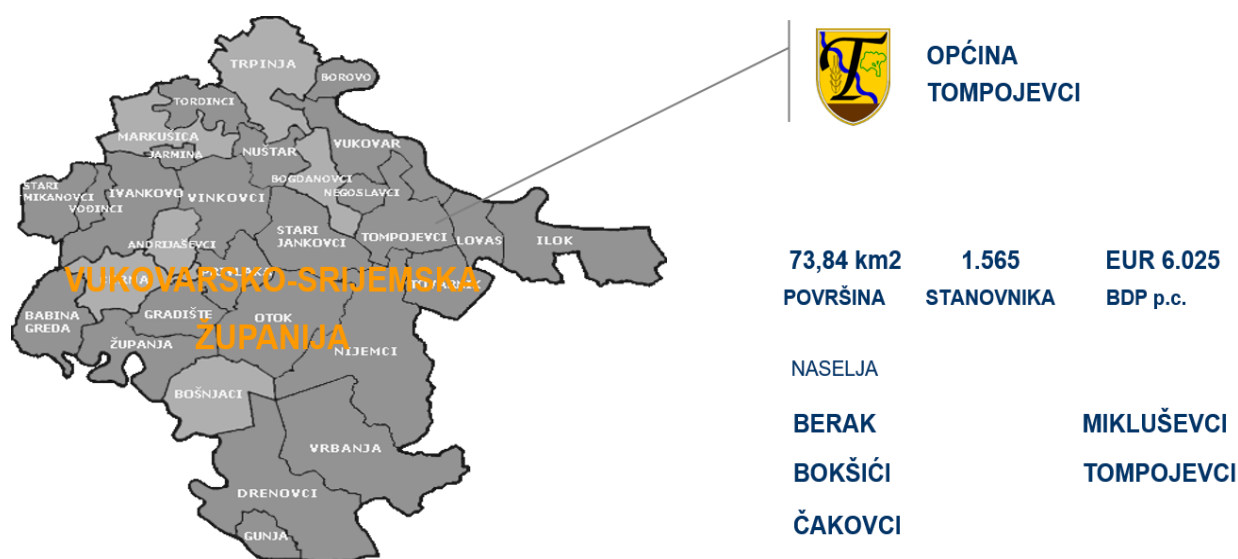 TRPINJA
BOROVO
TORDINCI
MARKUŠICA
JARMINA
NUŠTAR
VUKOVAR
BOGDANOVCI
NEGOSLAVCI
STARI
MIKANOVCI
VOĐINCI
IVANKOVO
VINKOVCI
ANDRIJAŠEVCI
STARI
JANKOVCI
TOMPOJEVCI
LOVAS
ILOK
VUKOVARSKO-SRIJEMSKA
ŽUPANIJA
BABINA
GREDA
GRADIŠTE
OTOK
ŽUPANJA
NIJEMCI
BOŠNJACI
VRBANJA
DRENOVCI
GUNJA
OPĆINA
TOMPOJEVCI
73,84 km2 1.565 EUR 6.025
POVRŠINA STANOVNIKA BDP p.c.
NASELJA
BERAK MIKLUŠEVCI
BOKŠIĆI TOMPOJEVCI
ČAKOVCI